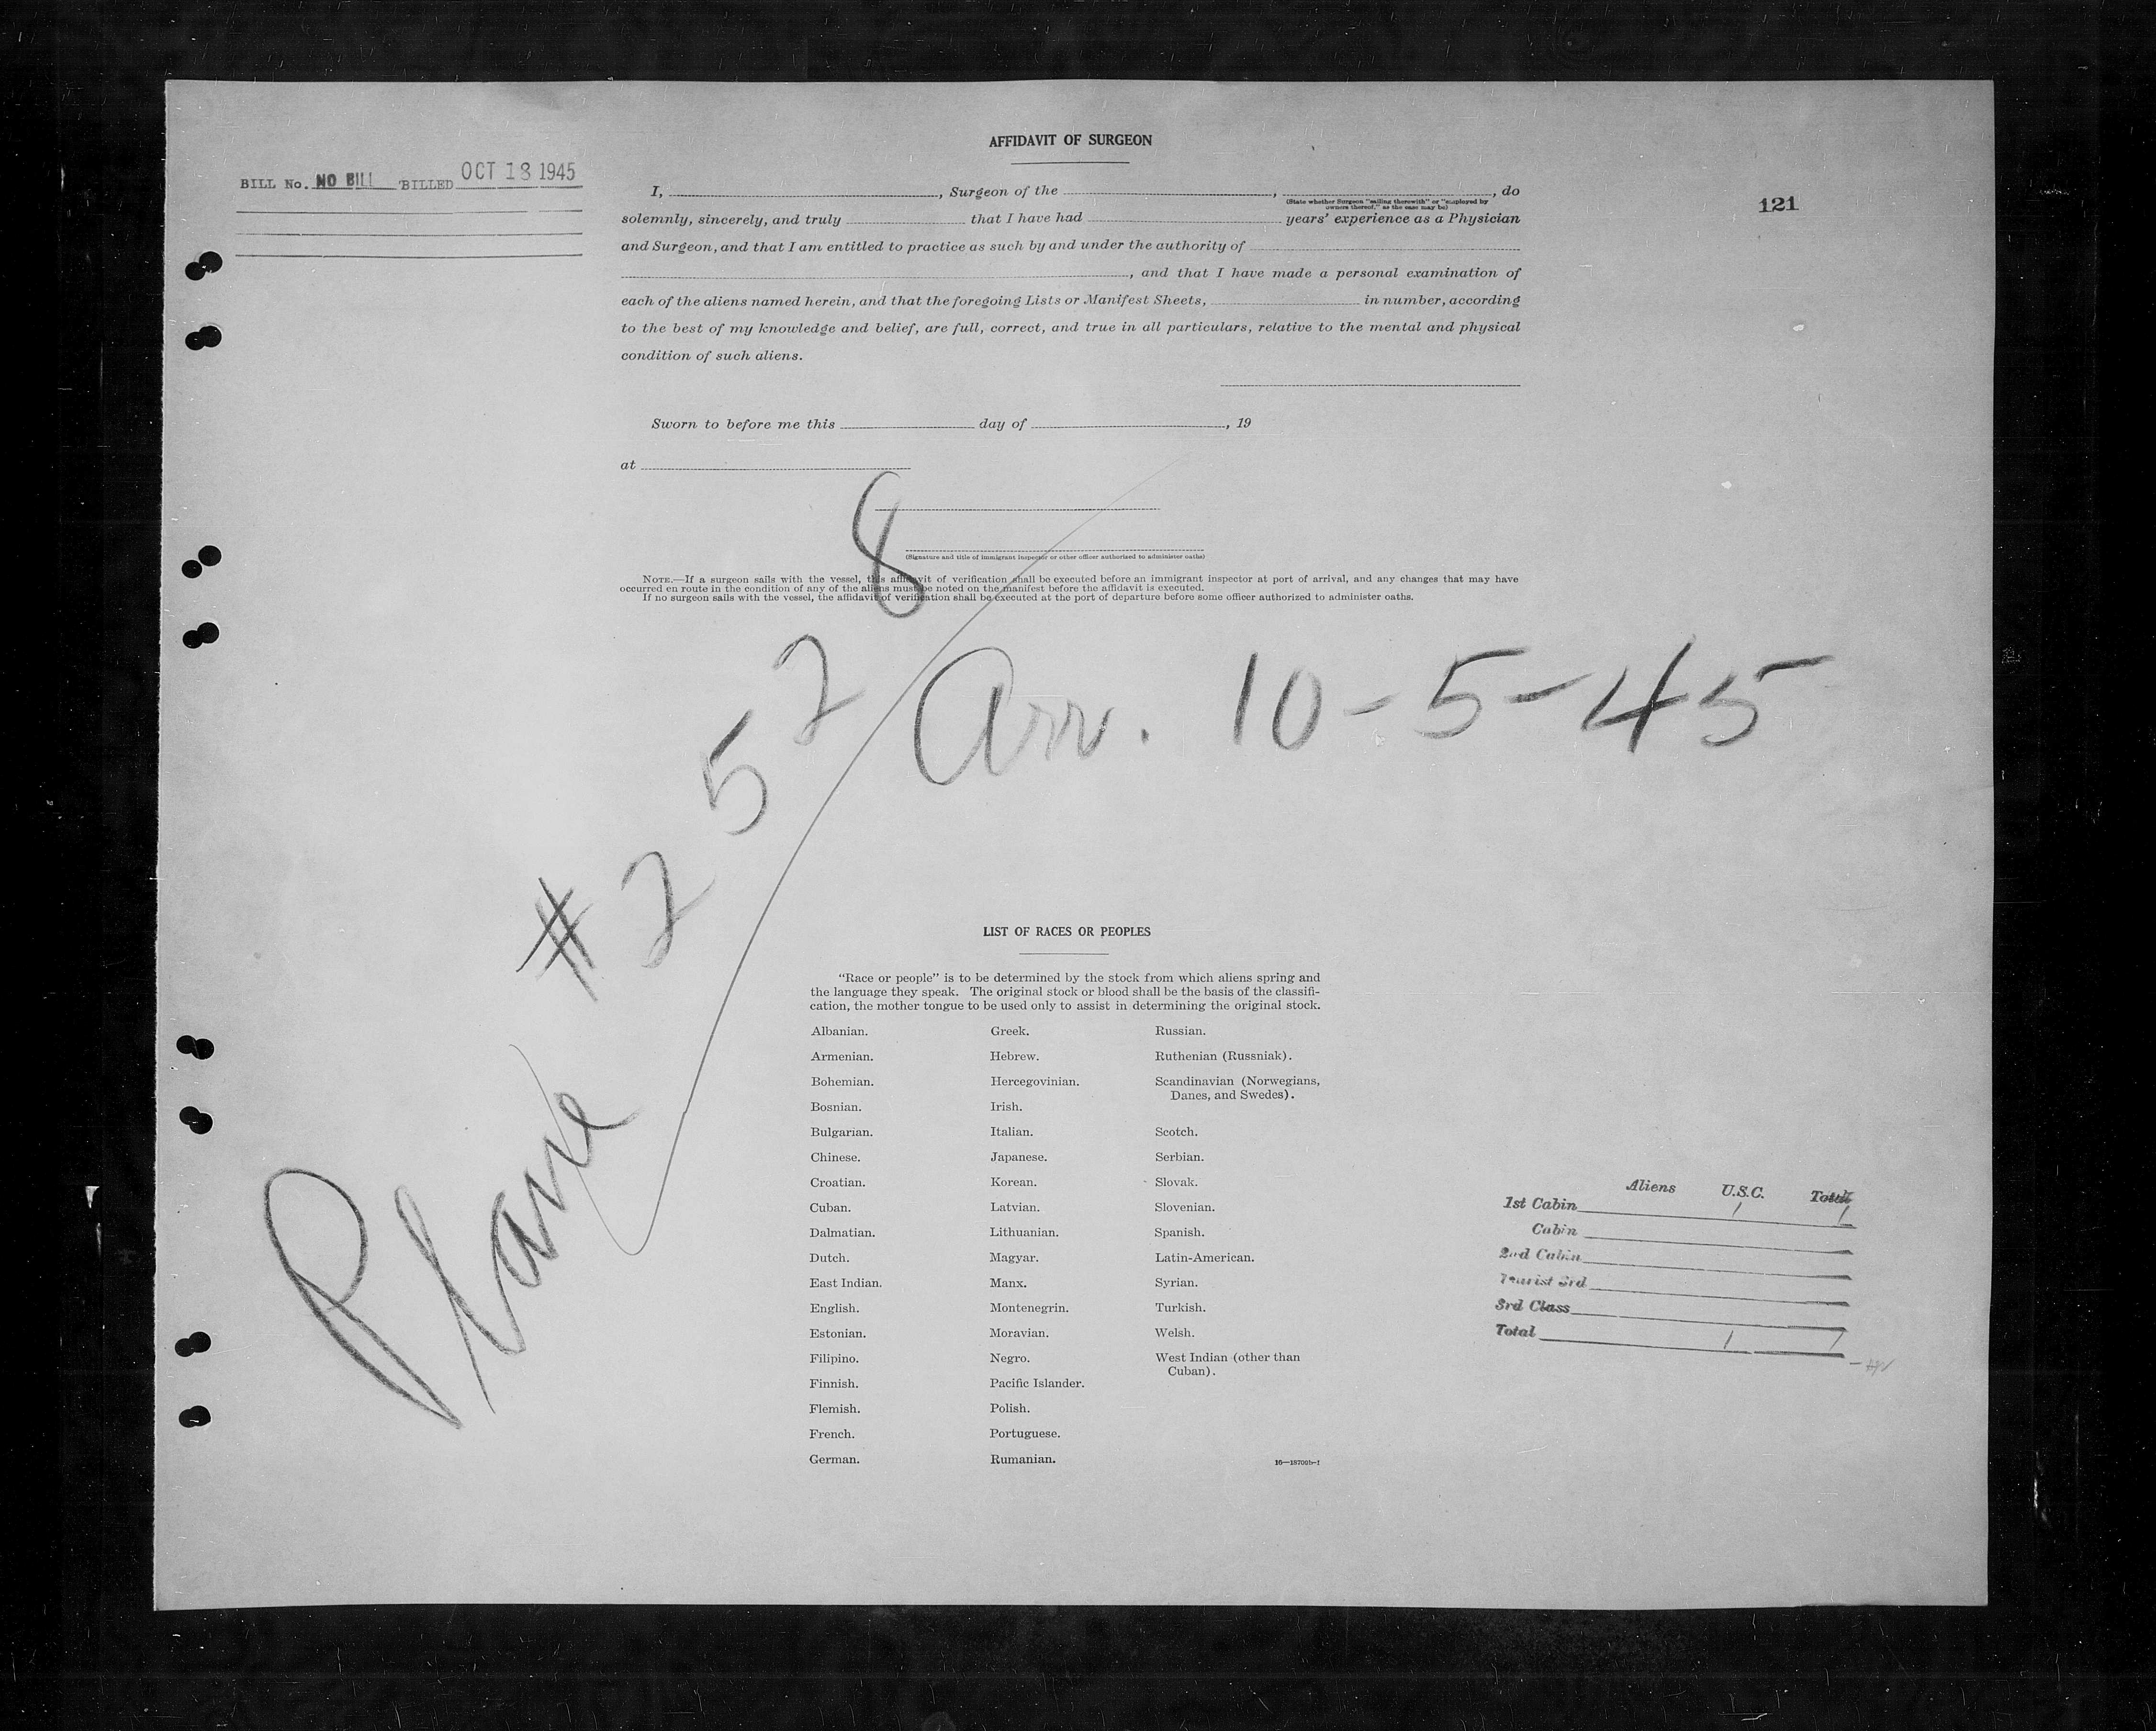 AFFIDAVIT OF SURGEON
BILL No. NO BILL BILLED OCT 18 1945
121
I, , Surgeon of the , , do
(State whether Surgeon "sailing therewith" or "employed by
owners thereof," as the case may be)
solemnly, sincerely, and truly that I have had years' experience as a Physician
and Surgeon, and that I am entitled to practice as such by and under the authority of
, and that I have made a personal examination of
each of the aliens named herein, and that the foregoing Lists or Manifest Sheets, in number, according
to the best of my knowledge and belief, are full, correct, and true in all particulars, relative to the mental and physical
condition of such aliens.
Sworn to before me this day of , 19
at
(Signature and title of immigrant inspector or other officer authorized to administer oaths)
NOTE.—If a surgeon sails with the vessel, this affidavit of verification shall be executed before an immigrant inspector at port of arrival, and any changes that may have
occurred en route in the condition of any of the aliens must be noted on the manifest before the affidavit is executed.
If no surgeon sails with the vessel, the affidavit of verification shall be executed at the port of departure before some officer authorized to administer oaths.
Plane #2528
Arr. 10-5-45
LIST OF RACES OR PEOPLES
"Race or people" is to be determined by the stock from which aliens spring and
the language they speak. The original stock or blood shall be the basis of the classifi-
cation, the mother tongue to be used only to assist in determining the original stock.
Albanian.
Armenian.
Bohemian.
Bosnian.
Bulgarian.
Chinese.
Croatian.
Cuban.
Dalmatian.
Dutch.
East Indian.
English.
Estonian.
Filipino.
Finnish.
Flemish.
French.
German.
Greek.
Hebrew.
Hercegovinian.
Irish.
Italian.
Japanese.
Korean.
Latvian.
Lithuanian.
Magyar.
Manx.
Montenegrin.
Moravian.
Negro.
Pacific Islander.
Polish.
Portuguese.
Rumanian.
Russian.
Ruthenian (Russniak).
Scandinavian (Norwegians,
Danes, and Swedes).
Scotch.
Serbian.
Slovak.
Slovenian.
Spanish.
Latin-American.
Syrian.
Turkish.
Welsh.
West Indian (other than
Cuban).
16—18709b-1
Aliens U.S.C. Total
1st Cabin 1 1
Cabin
2nd Cabin
Tourist 3rd
3rd Class
Total 1 1